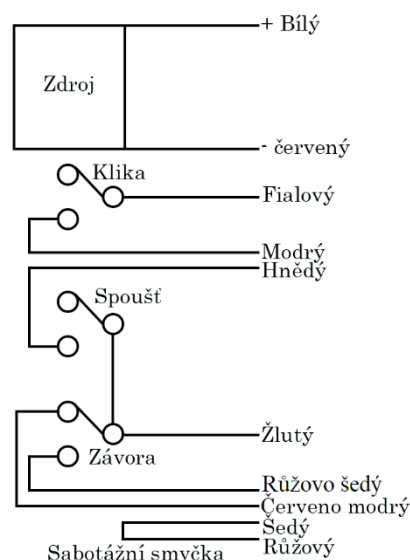 + Bílý
Zdroj
- červený
Klika
Fialový
Modrý
Hnědý
Spoušť
Žlutý
Závora
Růžovo šedý
Červeno modrý
Šedý
Růžový
Sabotážní smyčka